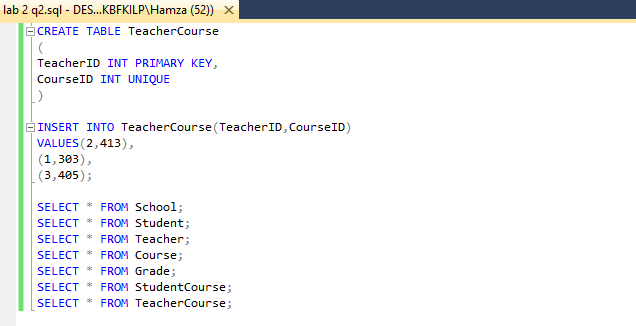 lab 2 q2.sql - DES...KBFKILP\Hamza (52))
CREATE TABLE TeacherCourse
(
TeacherID INT PRIMARY KEY,
CourseID INT UNIQUE
)
INSERT INTO TeacherCourse(TeacherID,CourseID)
VALUES(2,413),
(1,303),
(3,405);
SELECT * FROM School;
SELECT * FROM Student;
SELECT * FROM Teacher;
SELECT * FROM Course;
SELECT * FROM Grade;
SELECT * FROM StudentCourse;
SELECT * FROM TeacherCourse;